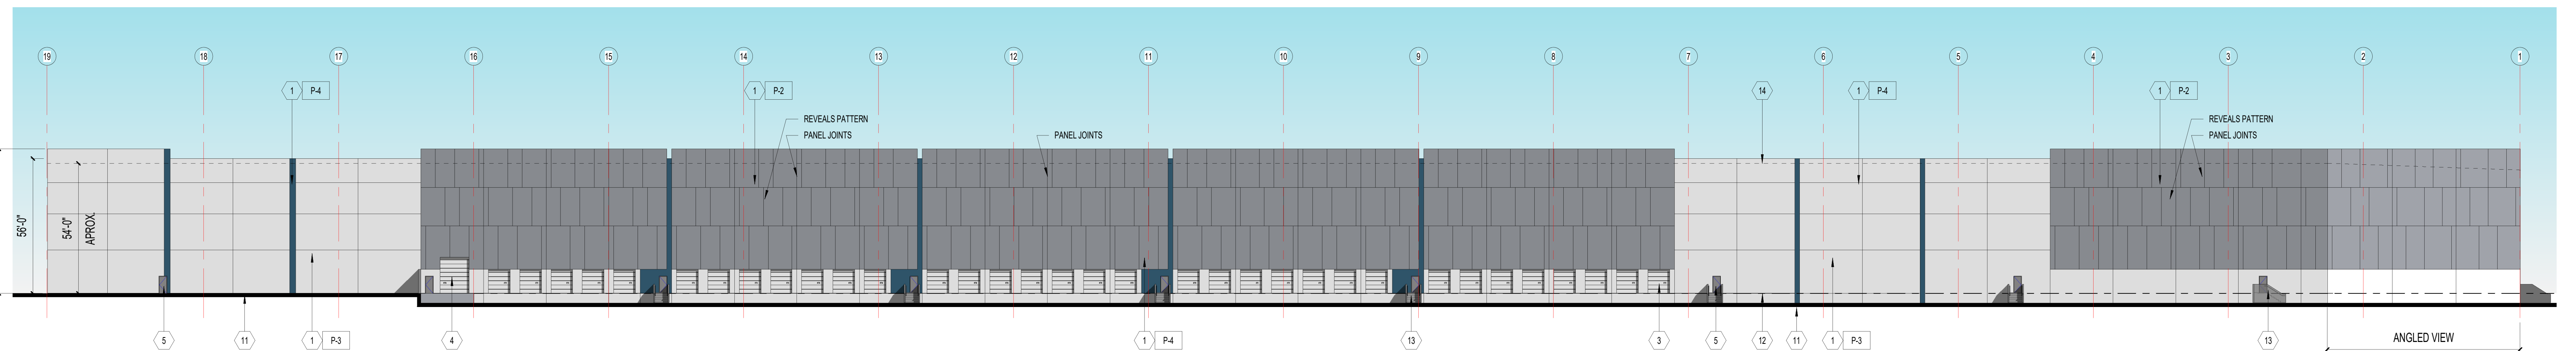 19 18 17 16 15 14 13 12 11 10 9 8 7 6 5 4 3 2 1
1 P-4
1 P-2
14
1 P-4
1 P-2
REVEALS PATTERN
PANEL JOINTS
PANEL JOINTS
REVEALS PATTERN
PANEL JOINTS
56'-0"
54'-0"
APROX.
5
11
1 P-3
4
1 P-4
13
3
5
12
11
1 P-3
13
ANGLED VIEW